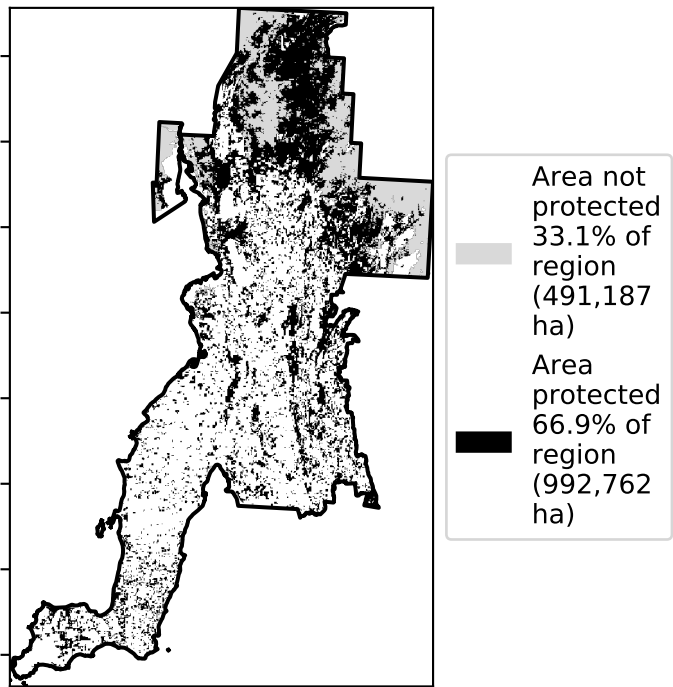 Area not
protected
33.1% of
region
(491,187
ha)
Area
protected
66.9% of
region
(992,762
ha)